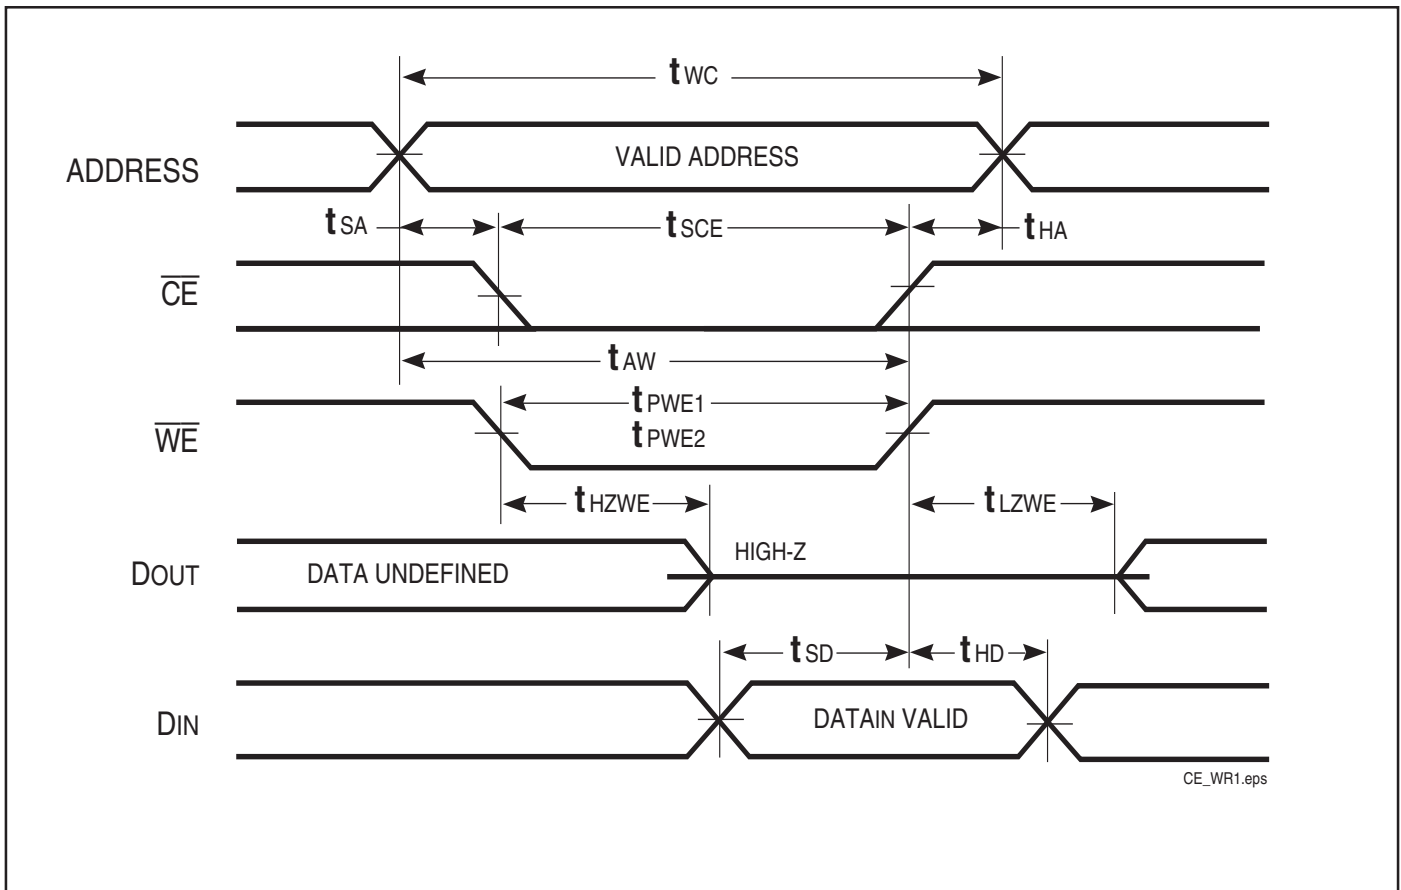 tWC
ADDRESS
VALID ADDRESS
tSA
tSCE
tHA
CE
tAW
WE
tPWE1
tPWE2
tHZWE
tLZWE
DOUT
DATA UNDEFINED
HIGH-Z
tSD
tHD
DIN
DATAIN VALID
CE_WR1.eps